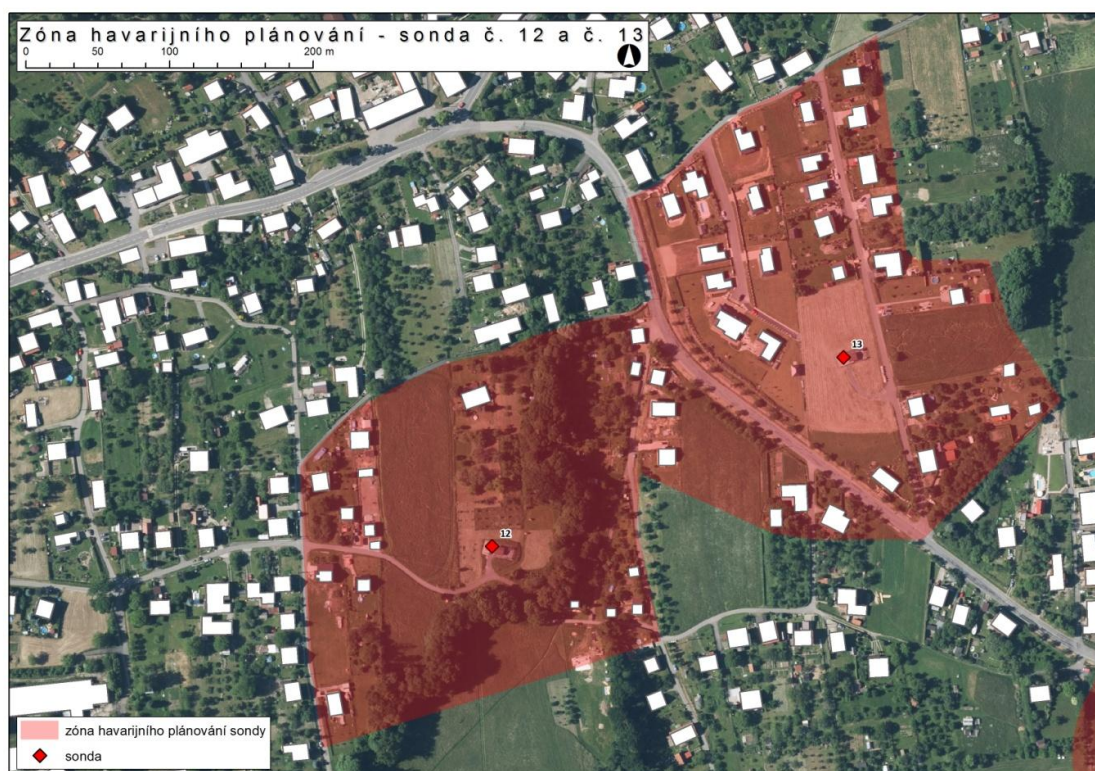 Zóna havarijního plánování - sonda č. 12 a č. 13
0 50 100 200 m
13
12
zóna havarijního plánování sondy
sonda